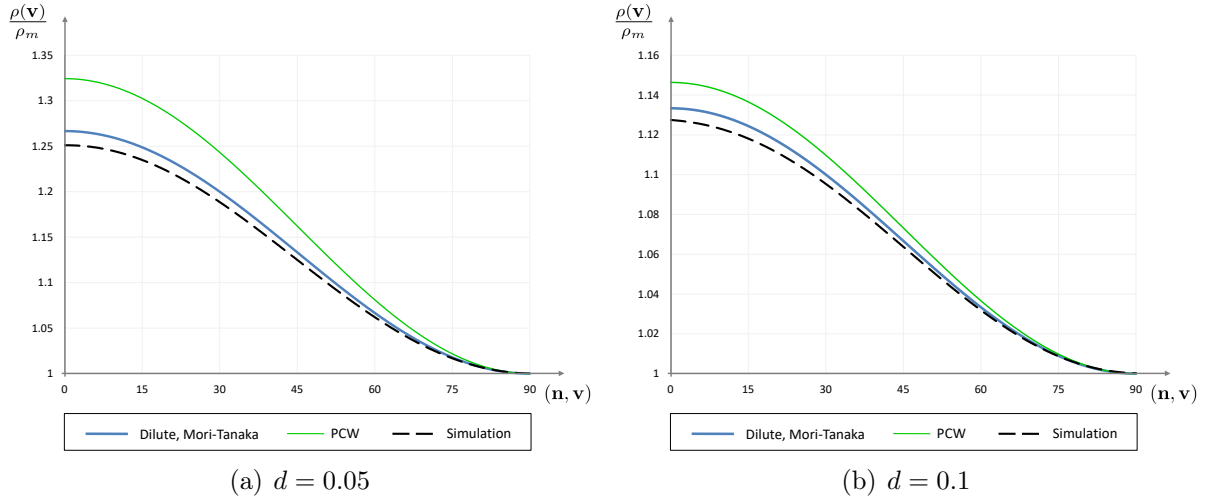 ρ(v)
ρm
1.35
1.3
1.25
1.2
1.15
1.1
1.05
1
0 15 30 45 60 75 90 (n, v)
Dilute, Mori-Tanaka PCW Simulation
(a) d = 0.05
ρ(v)
ρm
1.16
1.14
1.12
1.1
1.08
1.06
1.04
1.02
1
0 15 30 45 60 75 90 (n, v)
Dilute, Mori-Tanaka PCW Simulation
(b) d = 0.1